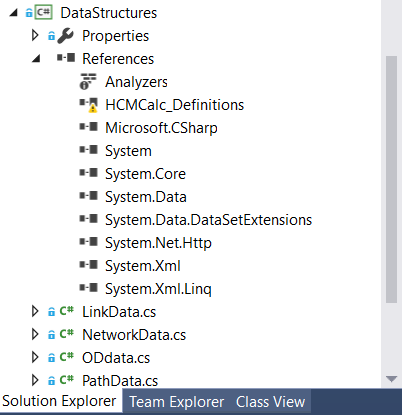 C# DataStructures
Properties
References
Analyzers
HCMCalc_Definitions
Microsoft.CSharp
System
System.Core
System.Data
System.Data.DataSetExtensions
System.Net.Http
System.Xml
System.Xml.Linq
C# LinkData.cs
C# NetworkData.cs
C# ODdata.cs
C# PathData.cs
Solution Explorer Team Explorer Class View